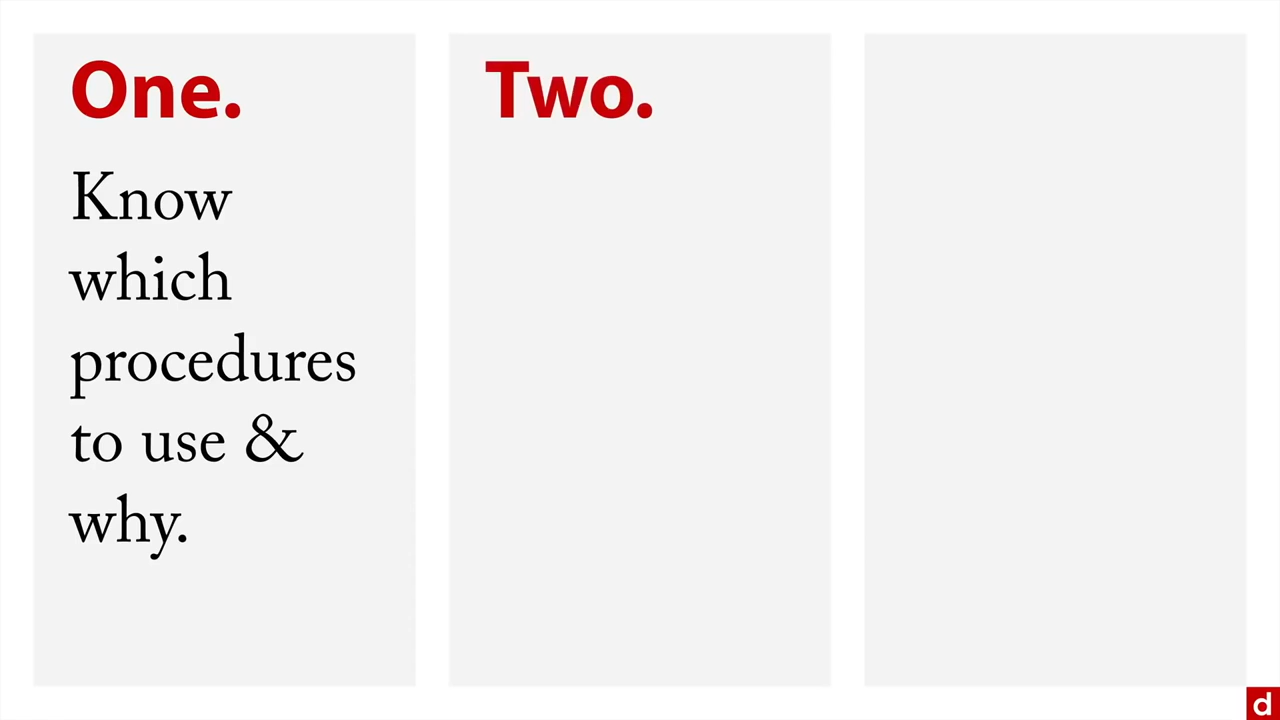 One.
Know
which
procedures
to use &
why.
Two.
d